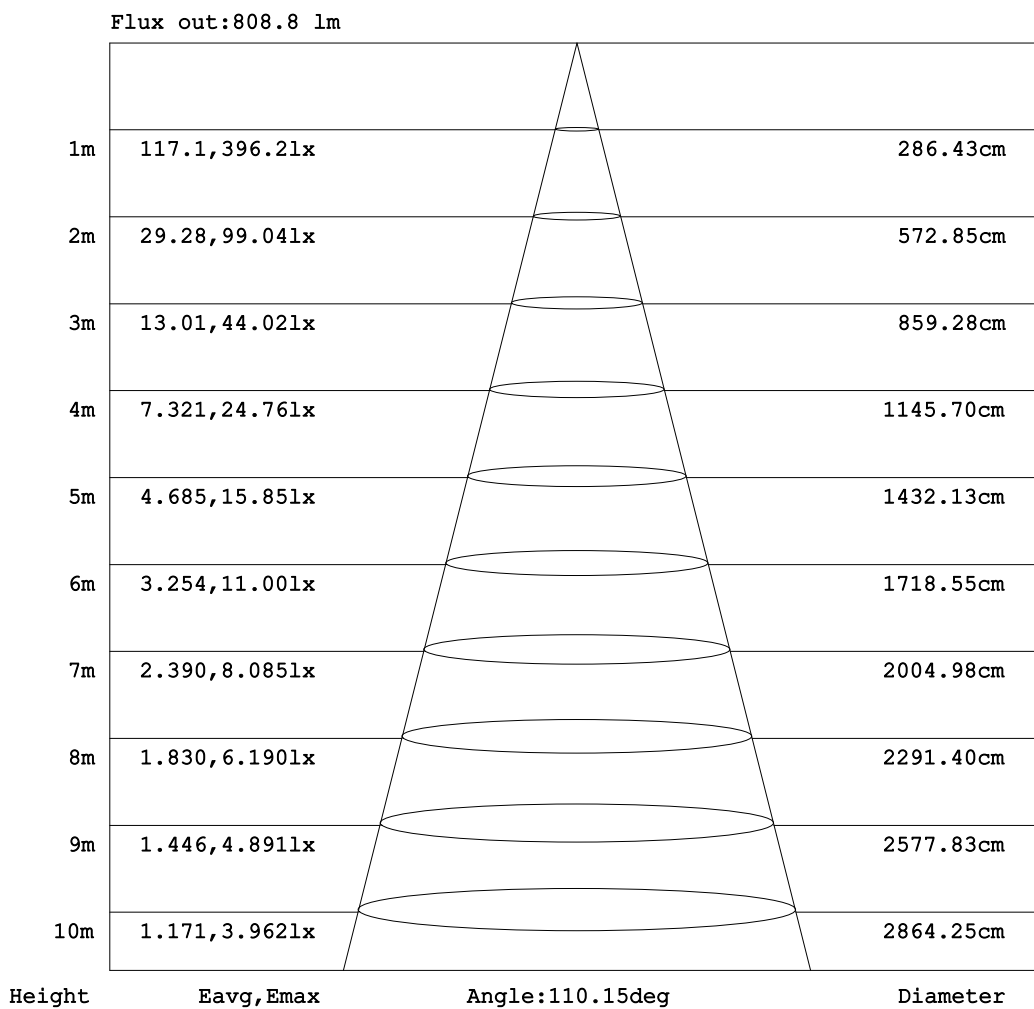 Flux out:808.8 lm
1m 117.1,396.2lx 286.43cm
2m 29.28,99.04lx 572.85cm
3m 13.01,44.02lx 859.28cm
4m 7.321,24.76lx 1145.70cm
5m 4.685,15.85lx 1432.13cm
6m 3.254,11.00lx 1718.55cm
7m 2.390,8.085lx 2004.98cm
8m 1.830,6.190lx 2291.40cm
9m 1.446,4.891lx 2577.83cm
10m 1.171,3.962lx 2864.25cm
Height Eavg,Emax Angle:110.15deg Diameter